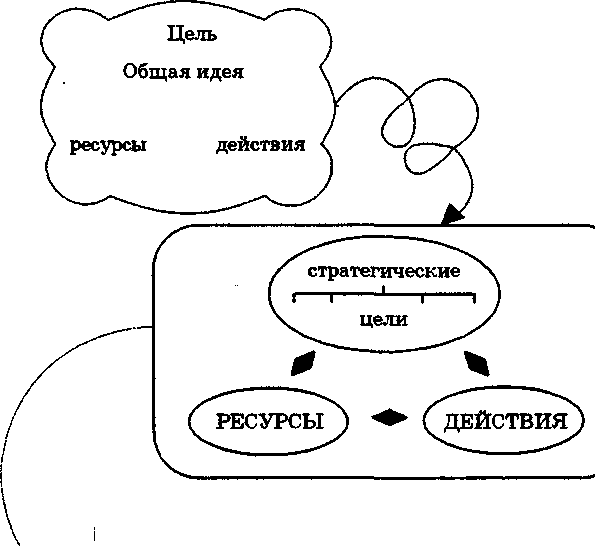 Цель
Общая идея
ресурсы действия
стратегические
цели
РЕСУРСЫ ДЕЙСТВИЯ